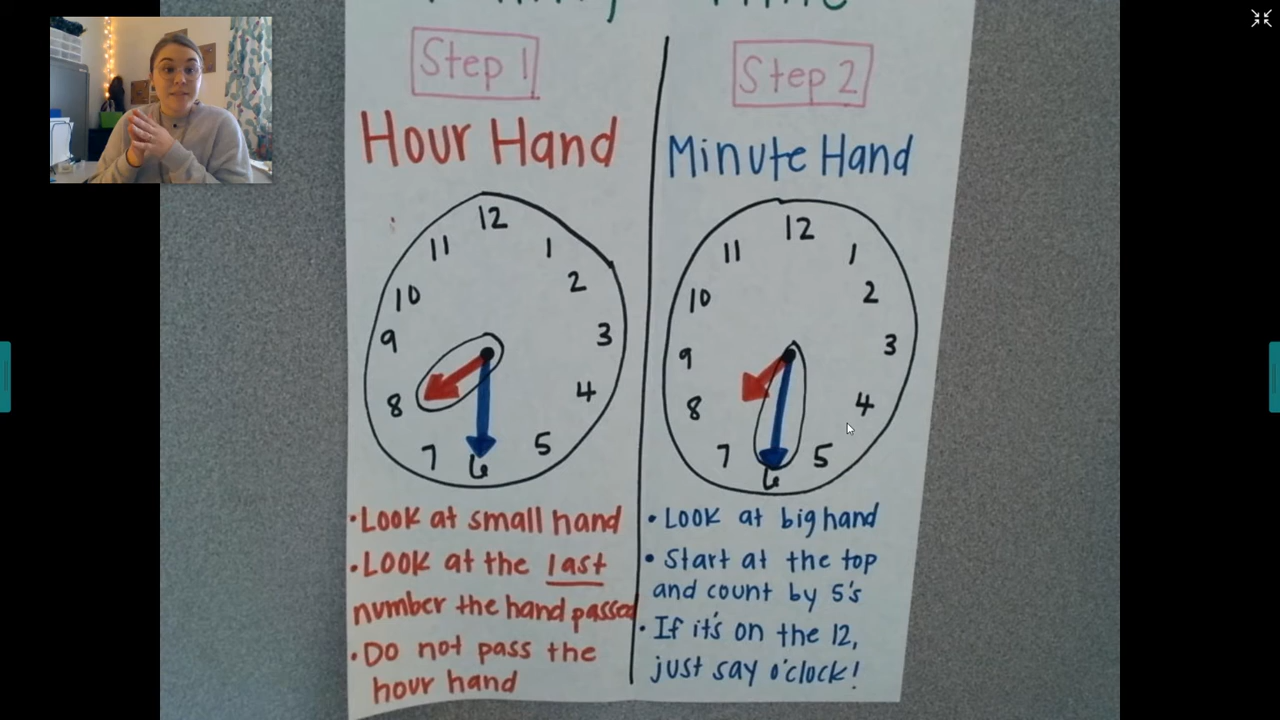 Step 1
Hour Hand
12
11
1
10
2
9
3
8
4
7
5
6
• Look at small hand
• Look at the last
number the hand passed
• Do not pass the
hour hand
Step 2
Minute Hand
12
11
1
10
2
9
3
8
4
7
5
6
• Look at big hand
• Start at the top
and count by 5's
• If it's on the 12,
just say o'clock!